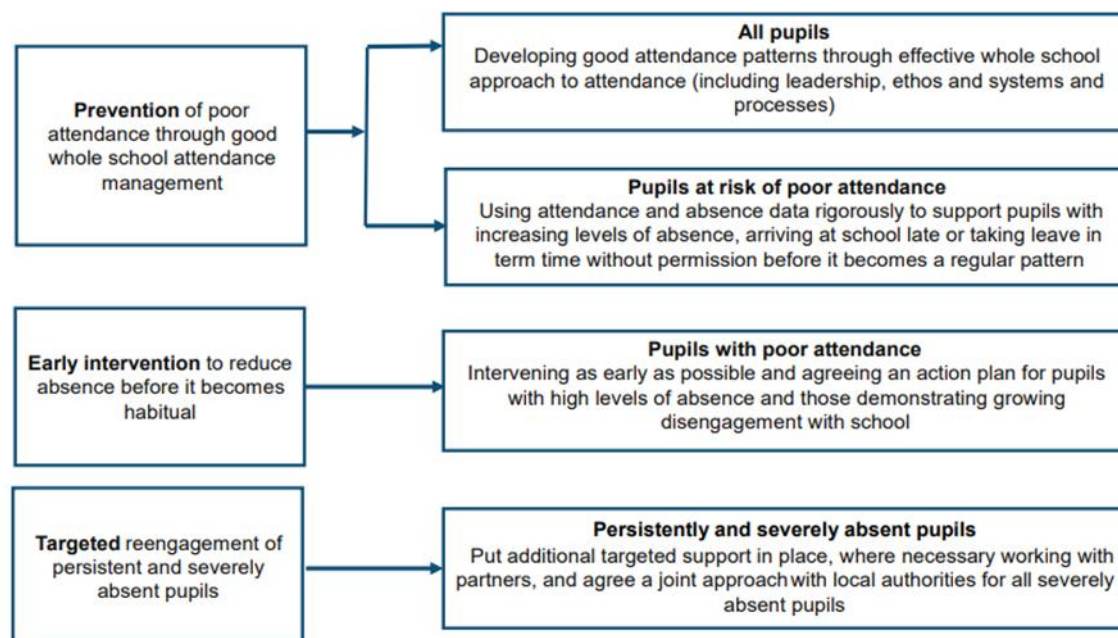 Prevention of poor
attendance through good
whole school attendance
management
All pupils
Developing good attendance patterns through effective whole school
approach to attendance (including leadership, ethos and systems and
processes)
Pupils at risk of poor attendance
Using attendance and absence data rigorously to support pupils with
increasing levels of absence, arriving at school late or taking leave in
term time without permission before it becomes a regular pattern
Early intervention to reduce
absence before it becomes
habitual
Pupils with poor attendance
Intervening as early as possible and agreeing an action plan for pupils
with high levels of absence and those demonstrating growing
disengagement with school
Targeted reengagement of
persistent and severely
absent pupils
Persistently and severely absent pupils
Put additional targeted support in place, where necessary working with
partners, and agree a joint approach with local authorities for all severely
absent pupils